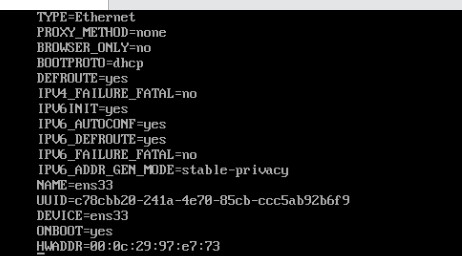 TYPE=Ethernet
PROXY_METHOD=none
BROWSER_ONLY=no
BOOTPROTO=dhcp
DEFROUTE=yes
IPV4_FAILURE_FATAL=no
IPV6INIT=yes
IPV6_AUTOCONF=yes
IPV6_DEFROUTE=yes
IPV6_FAILURE_FATAL=no
IPV6_ADDR_GEN_MODE=stable-privacy
NAME=ens33
UUID=c78cbb20-241a-4e70-85cb-ccc5ab92b6f9
DEVICE=ens33
ONBOOT=yes
HWADDR=00:0c:29:97:e7:73